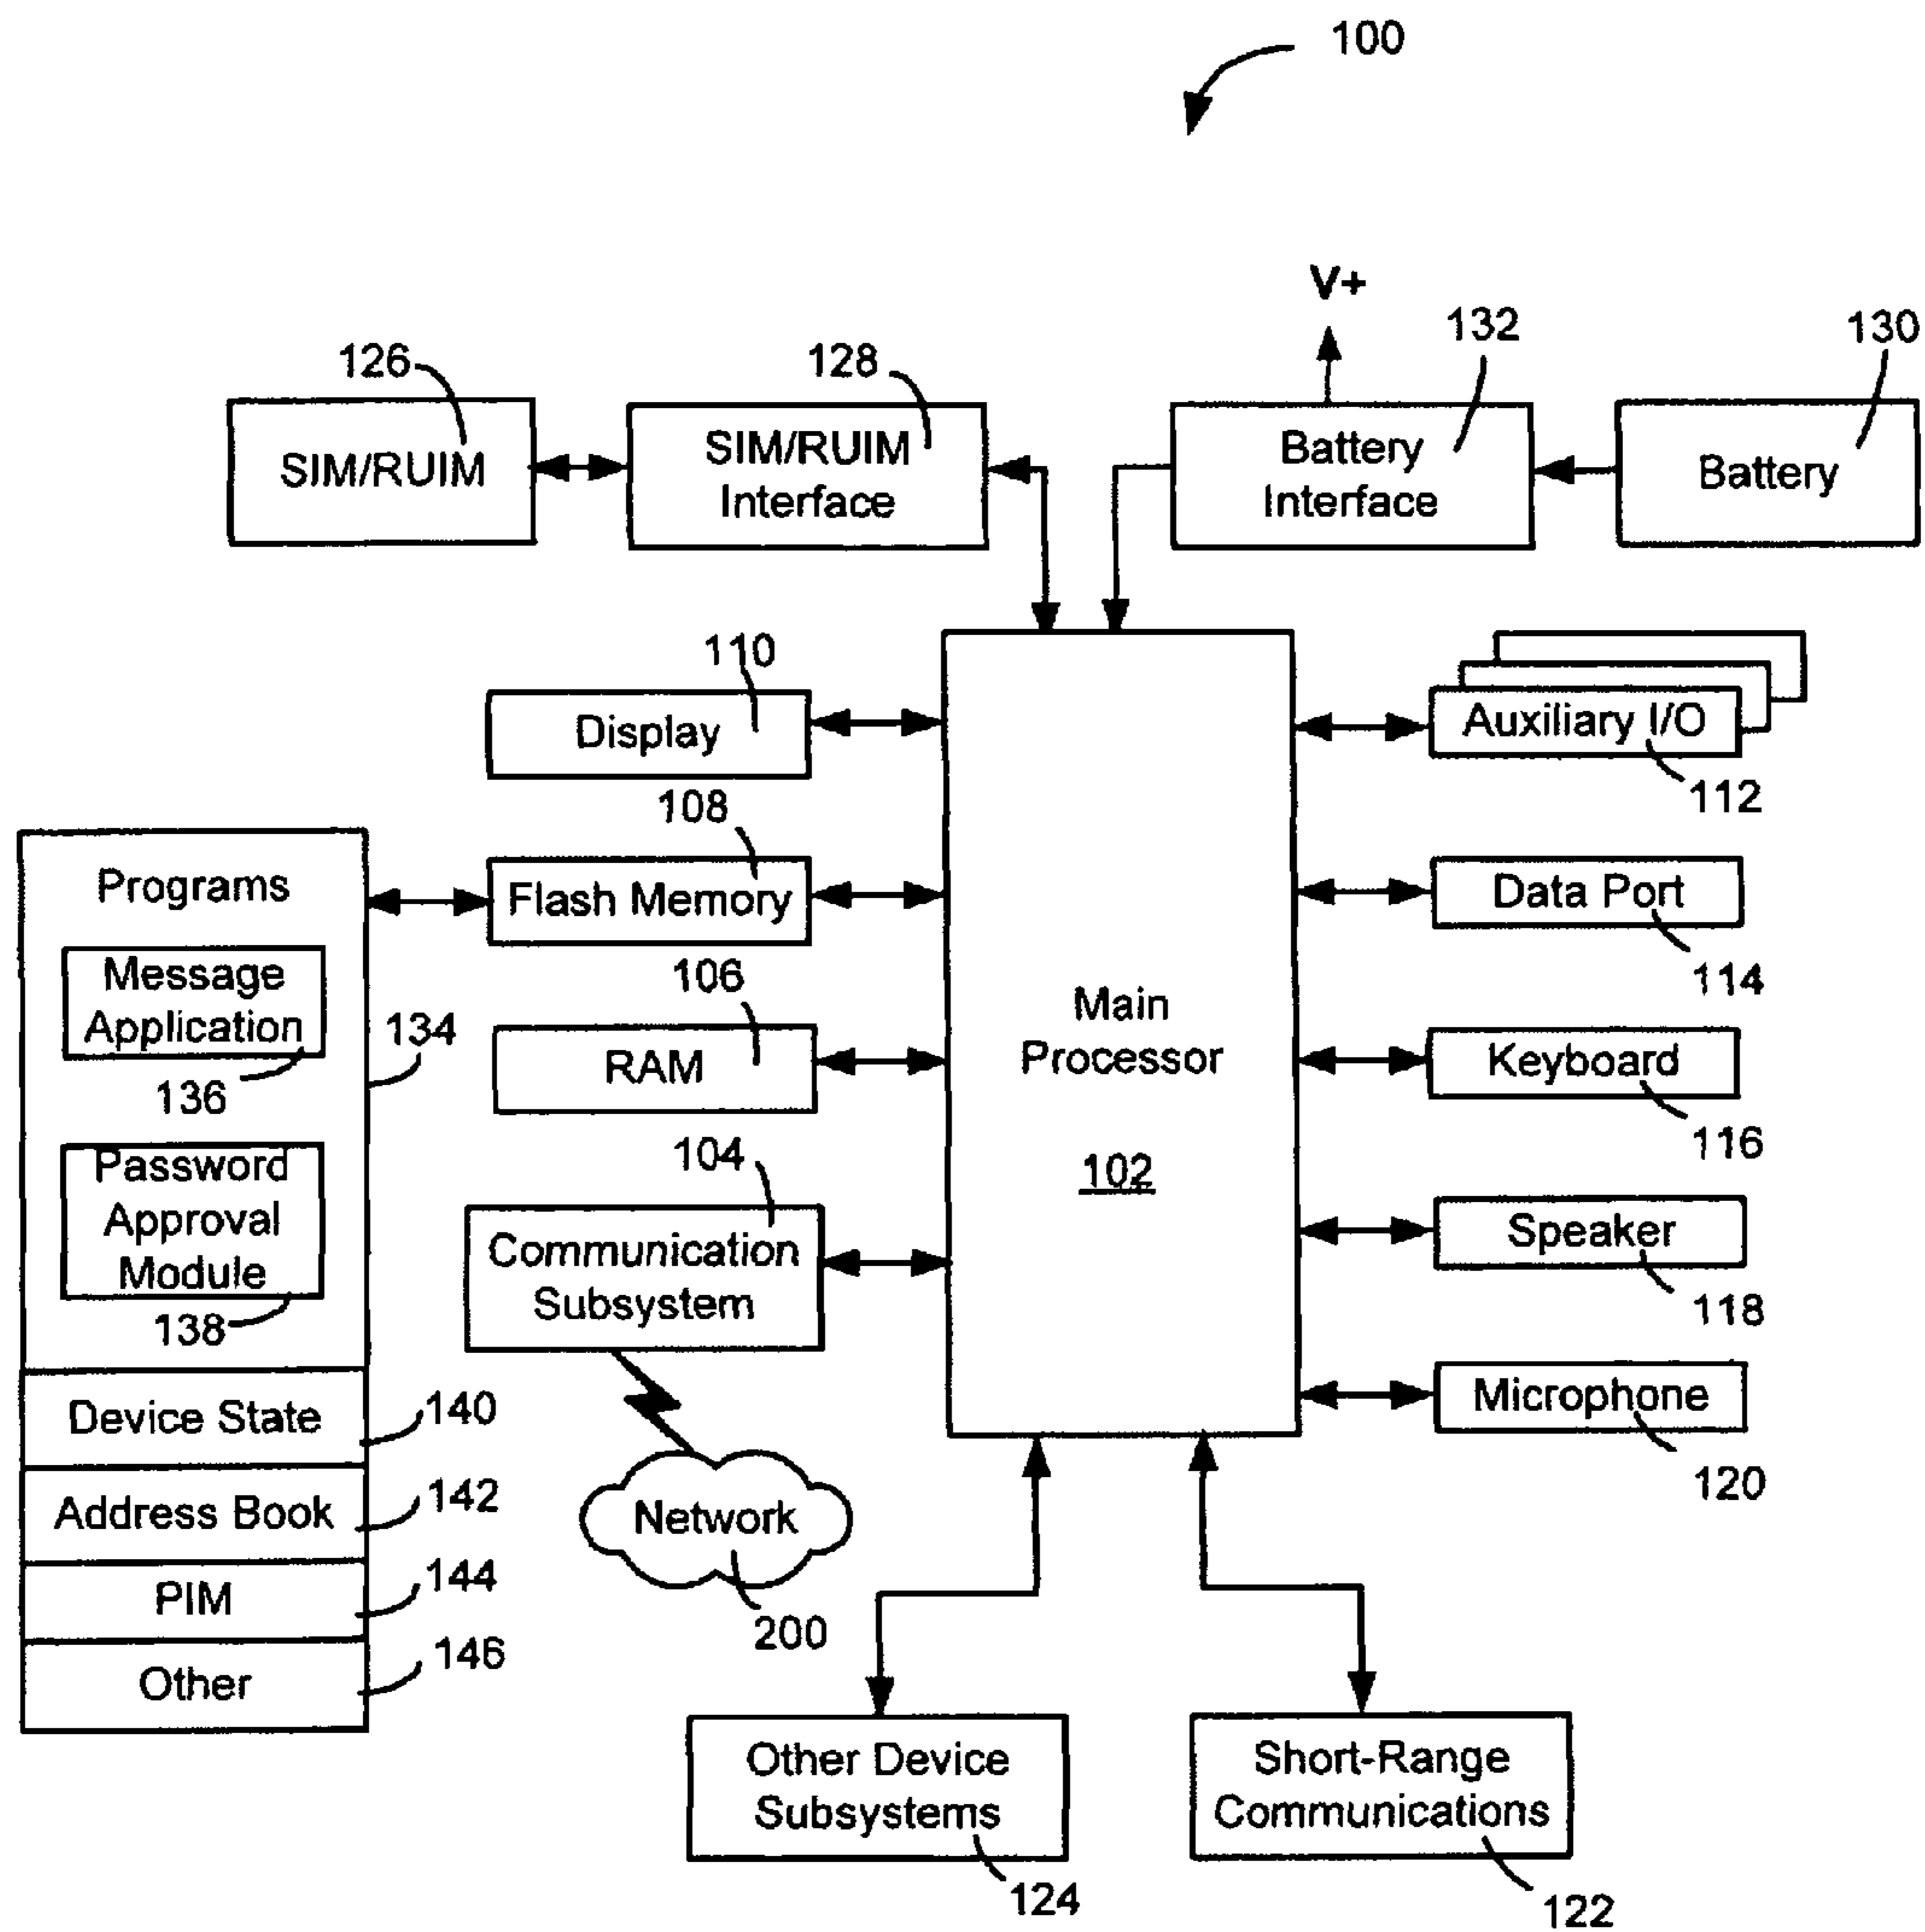 100
V+
126
128
132
130
SIM/RUIM
SIM/RUIM
Interface
Battery
Interface
Battery
110
Display
Auxiliary I/O
112
108
Programs
Flash Memory
Data Port
114
Message
Application
136
134
106
RAM
Main
Processor
102
Keyboard
116
Password
Approval
Module
138
104
Communication
Subsystem
Speaker
118
Device State
140
Microphone
120
Address Book
142
Network
200
PIM
144
Other
146
Other Device
Subsystems
124
Short-Range
Communications
122